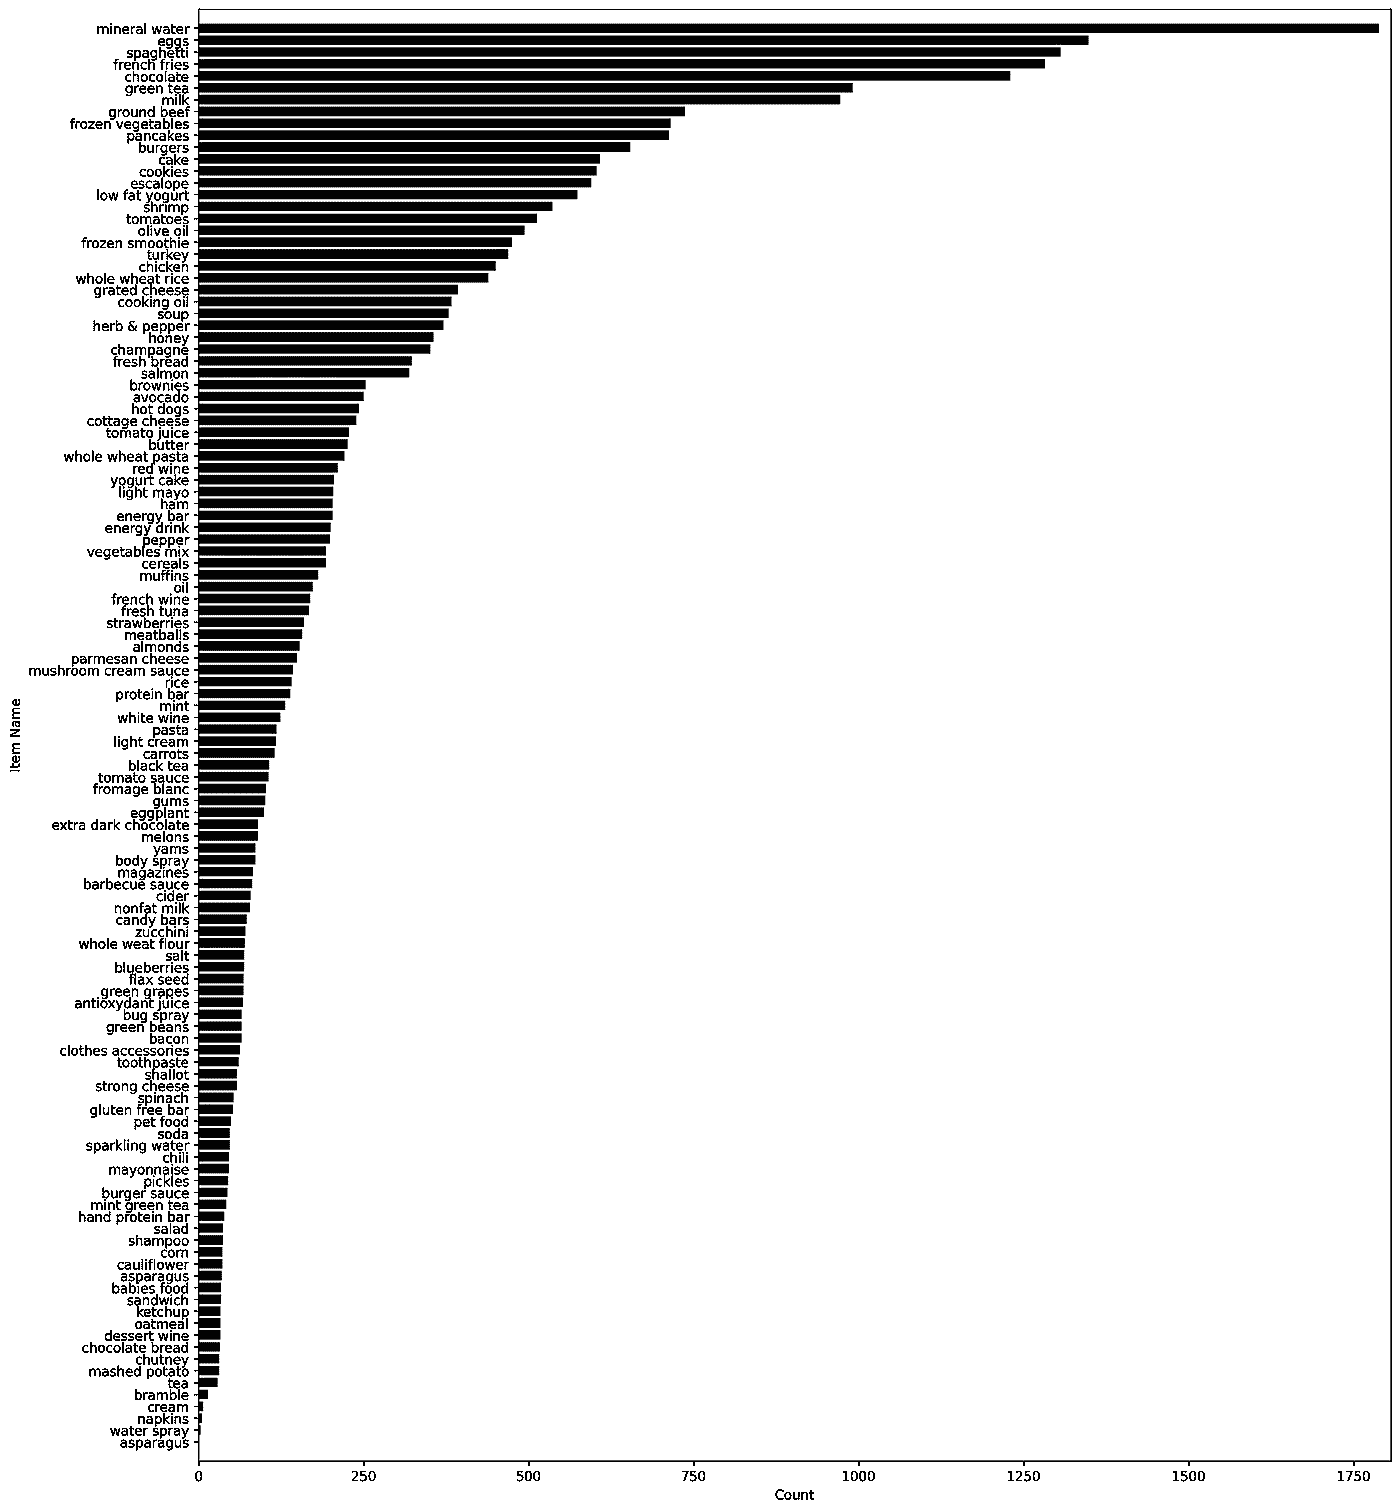 mineral water
eggs
spaghetti
french fries
chocolate
green tea
milk
ground beef
frozen vegetables
pancakes
burgers
cake
cookies
escalope
low fat yogurt
shrimp
tomatoes
olive oil
frozen smoothie
turkey
chicken
whole wheat rice
grated cheese
cooking oil
soup
herb & pepper
honey
champagne
fresh bread
salmon
brownies
avocado
hot dogs
cottage cheese
tomato juice
butter
whole wheat pasta
red wine
yogurt cake
light mayo
ham
energy bar
energy drink
pepper
vegetables mix
cereals
muffins
oil
french wine
fresh tuna
strawberries
meatballs
almonds
parmesan cheese
mushroom cream sauce
rice
protein bar
mint
white wine
pasta
light cream
carrots
black tea
tomato sauce
fromage blanc
gums
eggplant
extra dark chocolate
melons
yams
body spray
magazines
barbecue sauce
cider
nonfat milk
candy bars
zucchini
whole weat flour
salt
blueberries
flax seed
green grapes
antioxydant juice
bug spray
green beans
bacon
clothes accessories
toothpaste
shallot
strong cheese
spinach
gluten free bar
pet food
soda
sparkling water
chili
mayonnaise
pickles
burger sauce
mint green tea
hand protein bar
salad
shampoo
corn
cauliflower
asparagus
babies food
sandwich
ketchup
oatmeal
dessert wine
chocolate bread
chutney
mashed potato
tea
bramble
cream
napkins
water spray
asparagus
Item Name
0 250 500 750 1000 1250 1500 1750
Count